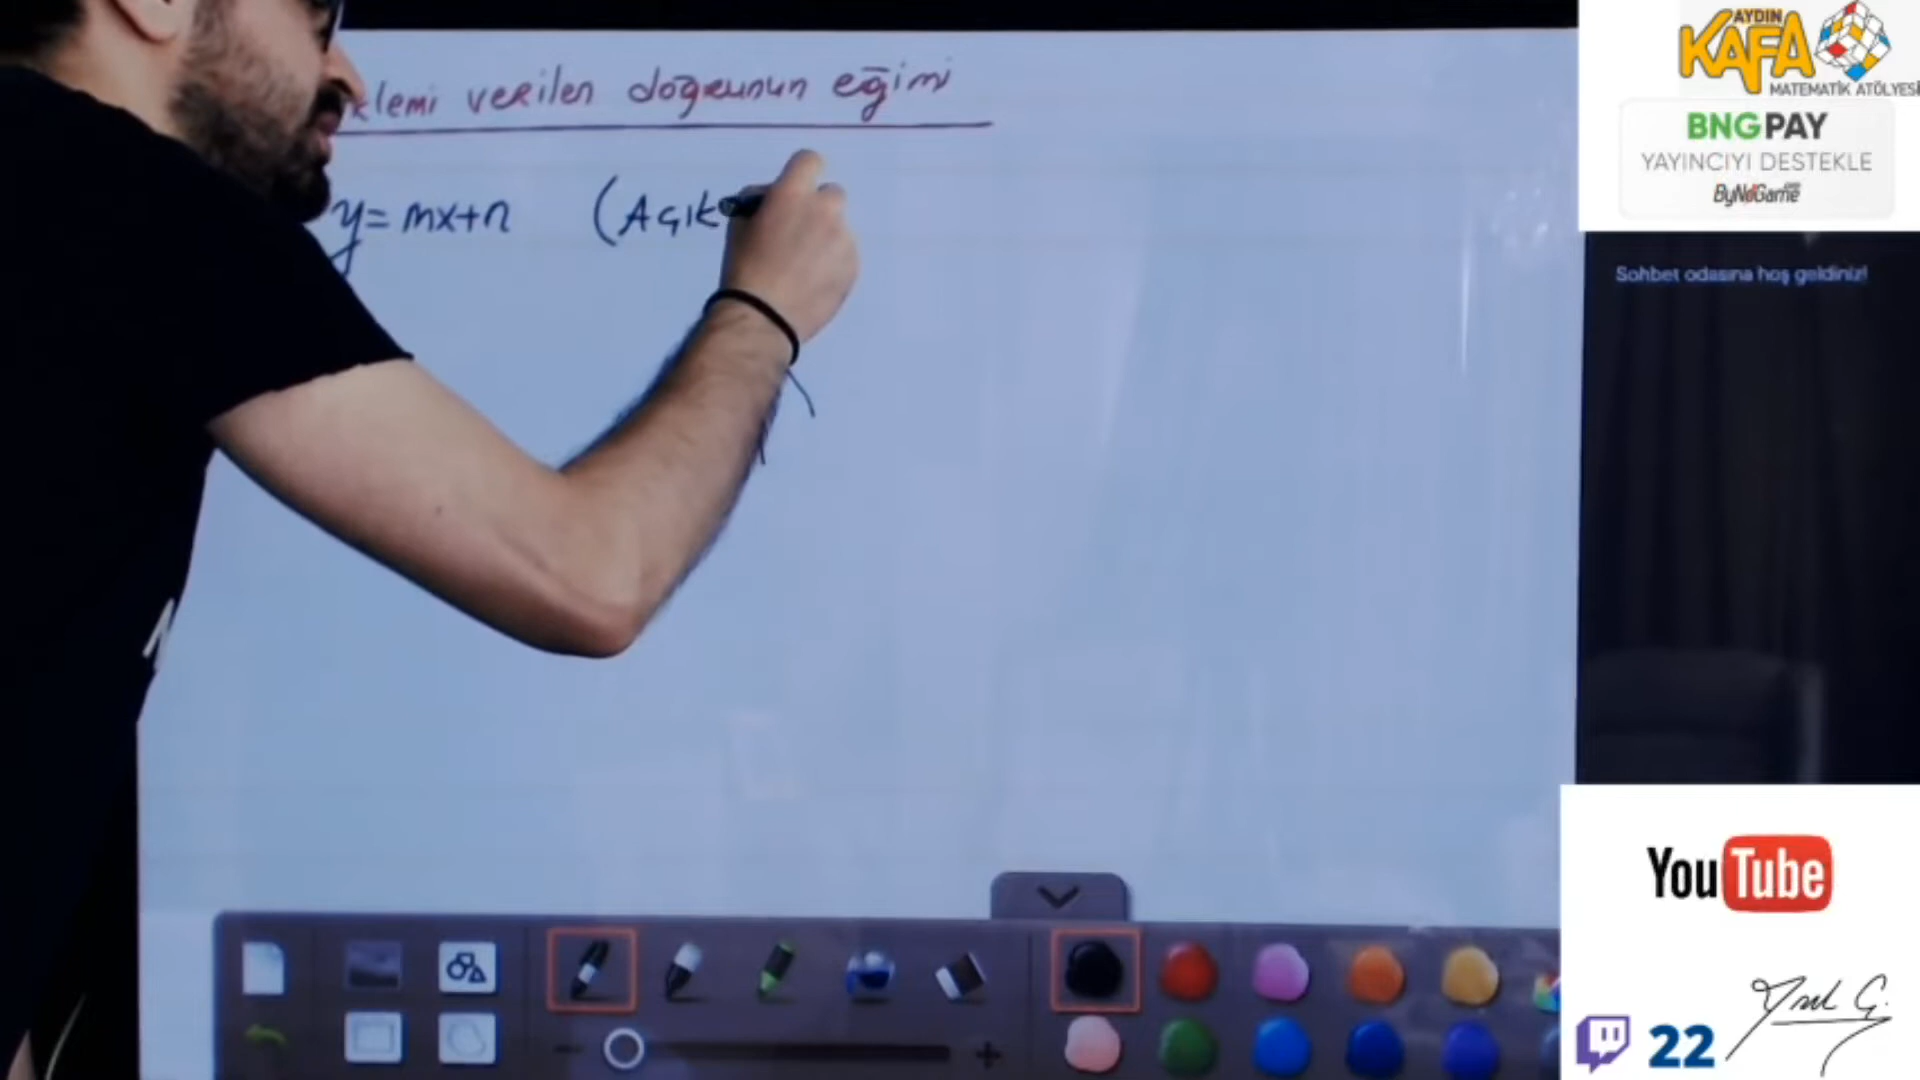 klemi verilen doğrunun eğimi
y = mx+n (Açık
AYDIN
KAFA
MATEMATİK ATÖLYESİ
BNGPAY
YAYINCIYI DESTEKLE
ByNoGame
Sohbet odasına hoş geldiniz!
YouTube
22